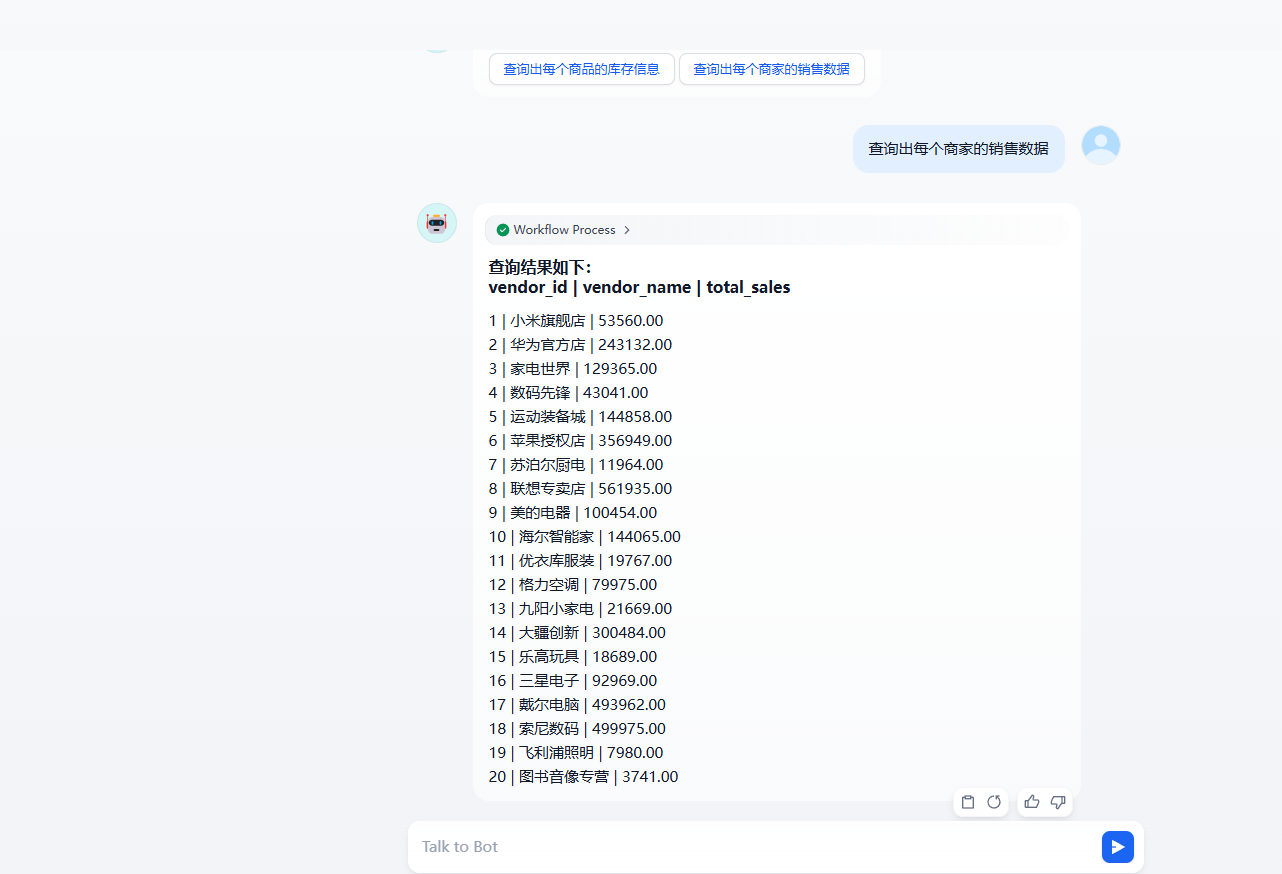 查询出每个商品的库存信息 查询出每个商家的销售数据
查询出每个商家的销售数据
Workflow Process
查询结果如下：
vendor_id | vendor_name | total_sales
1 | 小米旗舰店 | 53560.00
2 | 华为官方店 | 243132.00
3 | 家电世界 | 129365.00
4 | 数码先锋 | 43041.00
5 | 运动装备城 | 144858.00
6 | 苹果授权店 | 356949.00
7 | 苏泊尔厨电 | 11964.00
8 | 联想专卖店 | 561935.00
9 | 美的电器 | 100454.00
10 | 海尔智能家 | 144065.00
11 | 优衣库服装 | 19767.00
12 | 格力空调 | 79975.00
13 | 九阳小家电 | 21669.00
14 | 大疆创新 | 300484.00
15 | 乐高玩具 | 18689.00
16 | 三星电子 | 92969.00
17 | 戴尔电脑 | 493962.00
18 | 索尼数码 | 499975.00
19 | 飞利浦照明 | 7980.00
20 | 图书音像专营 | 3741.00
Talk to Bot